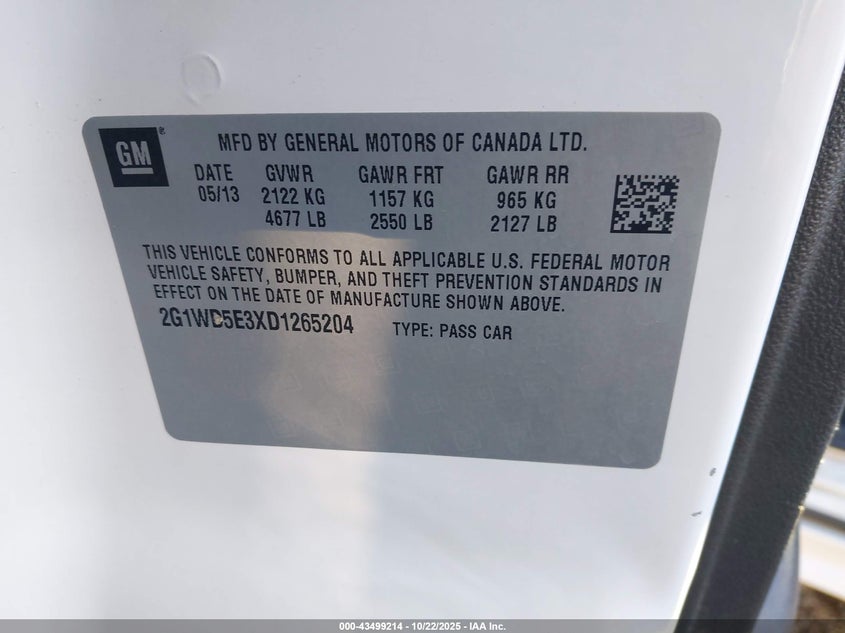 GM
MFD BY GENERAL MOTORS OF CANADA LTD.
DATE GVWR GAWR FRT GAWR RR
05/13 2122 KG 1157 KG 965 KG
4677 LB 2550 LB 2127 LB
THIS VEHICLE CONFORMS TO ALL APPLICABLE U.S. FEDERAL MOTOR
VEHICLE SAFETY, BUMPER, AND THEFT PREVENTION STANDARDS IN
EFFECT ON THE DATE OF MANUFACTURE SHOWN ABOVE.
2G1WD5E3XD1265204 TYPE: PASS CAR
000-43499214 - 10/22/2025 - IAA Inc.